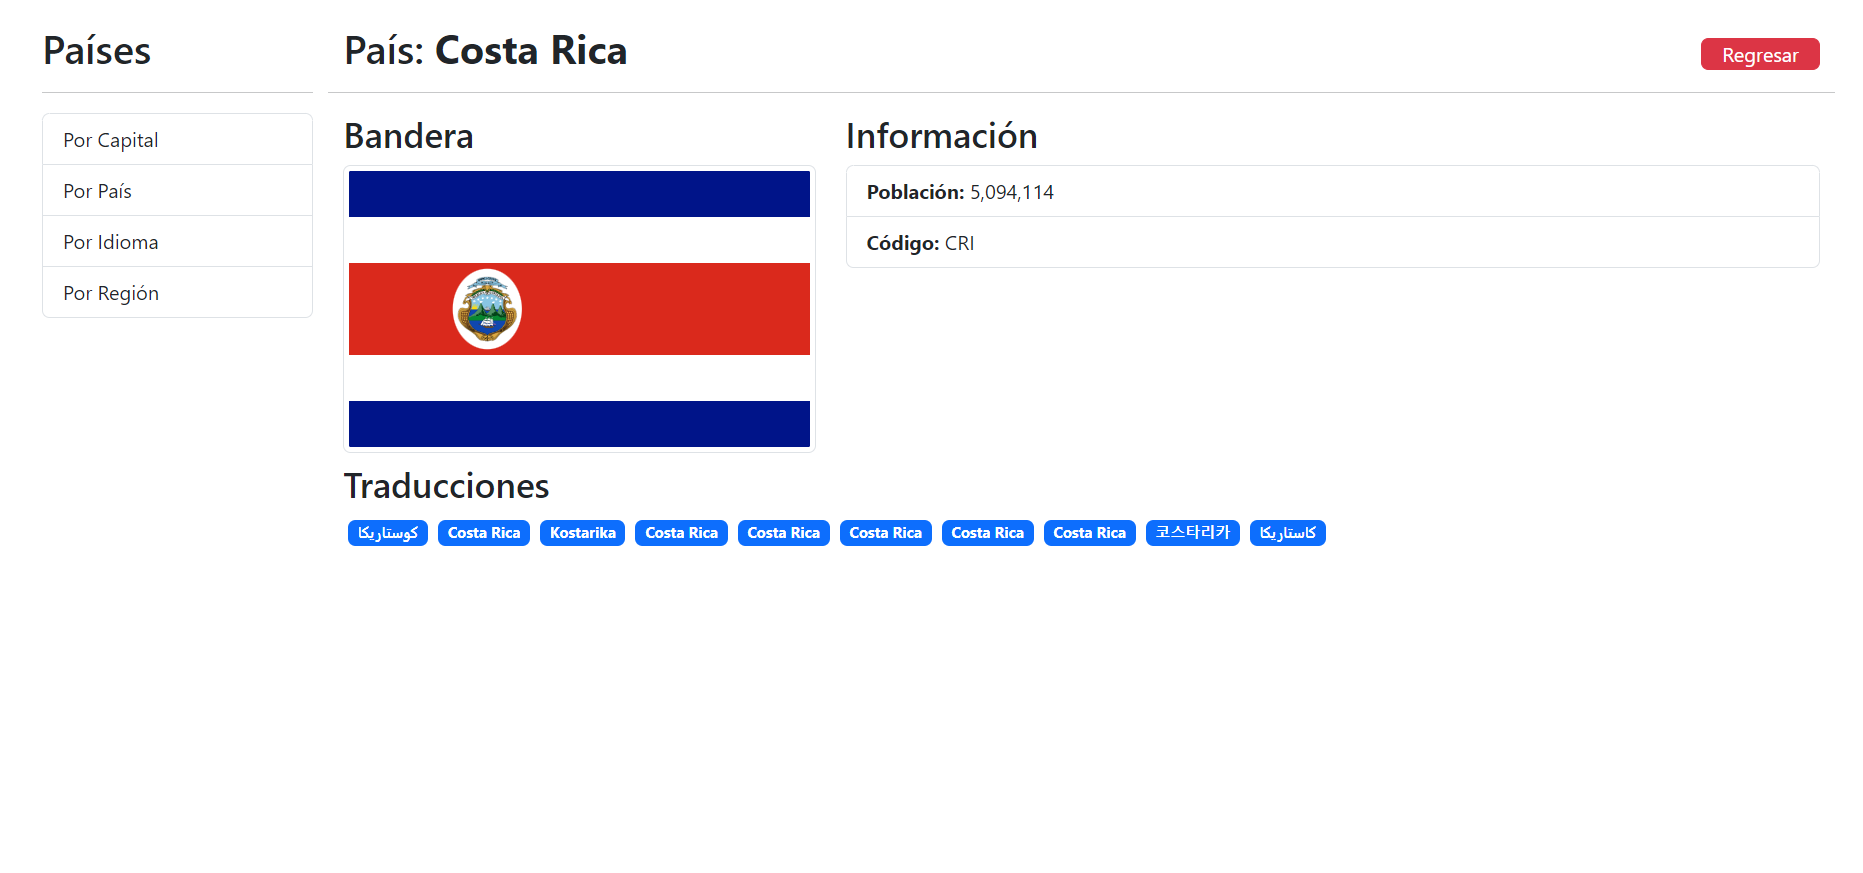 Países
Por Capital
Por País
Por Idioma
Por Región
País: Costa Rica
Regresar
Bandera
Información
Población: 5,094,114
Código: CRI
Traducciones
كوستاريكا Costa Rica Kostarika Costa Rica Costa Rica Costa Rica Costa Rica Costa Rica 코스타리카 کاستاریکا